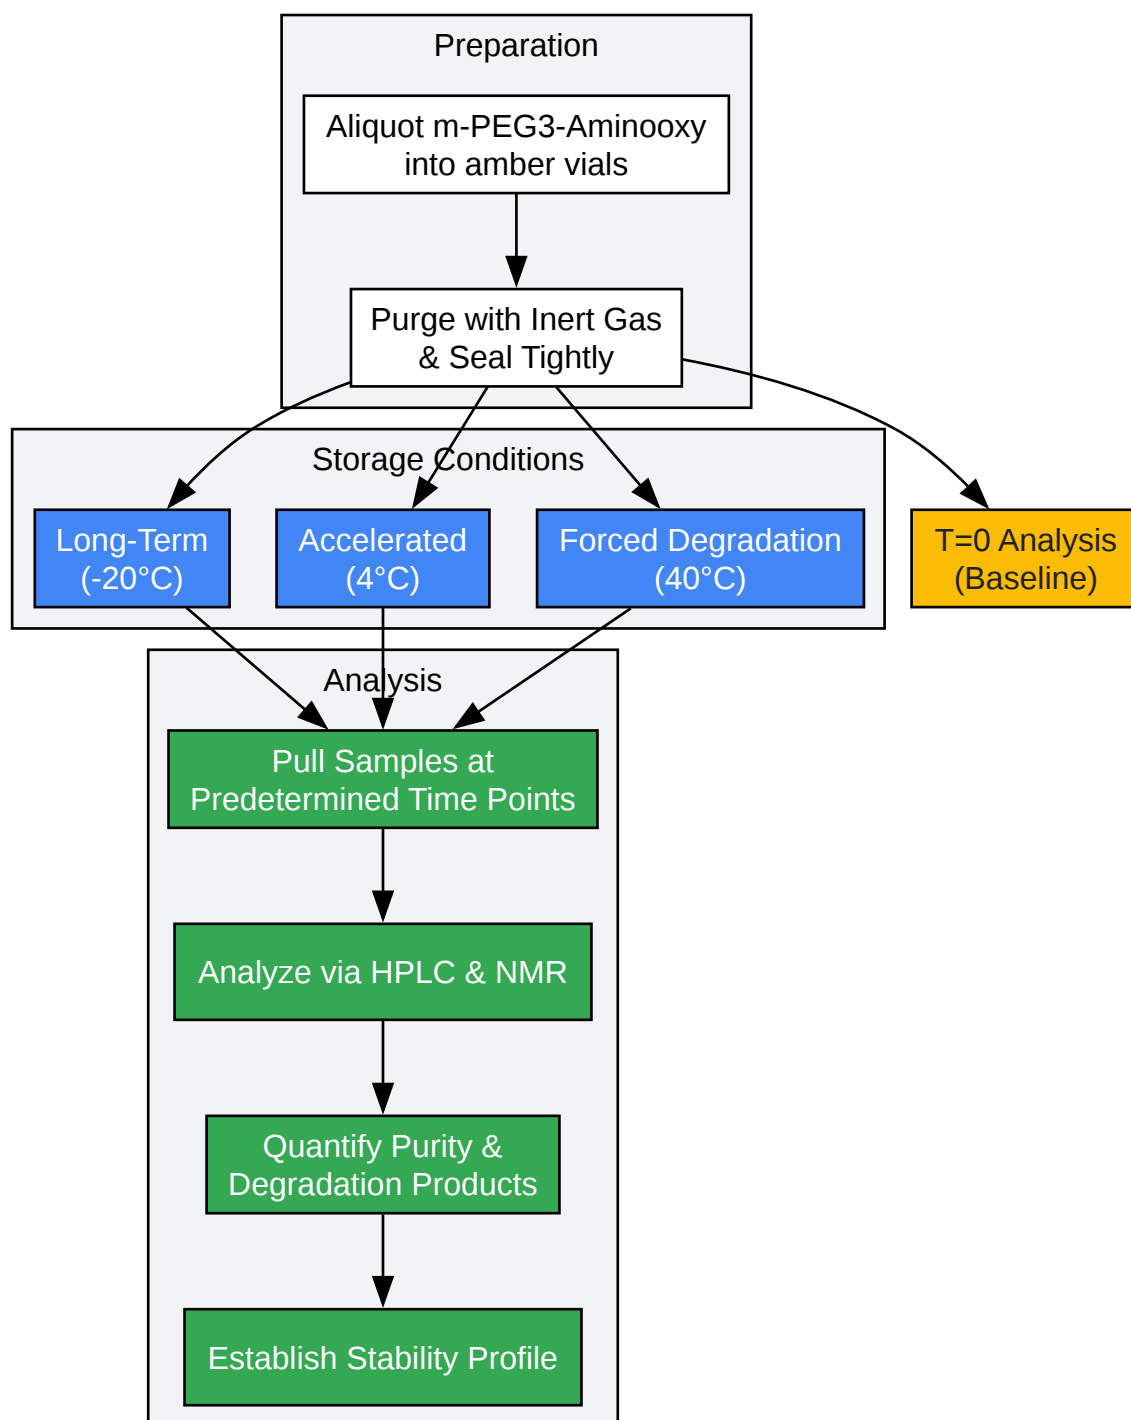 Preparation
Aliquot m-PEG3-Aminooxy
into amber vials
Purge with Inert Gas
& Seal Tightly
Storage Conditions
Long-Term
(-20°C)
Accelerated
(4°C)
Forced Degradation
(40°C)
T=0 Analysis
(Baseline)
Analysis
Pull Samples at
Predetermined Time Points
Analyze via HPLC & NMR
Quantify Purity &
Degradation Products
Establish Stability Profile